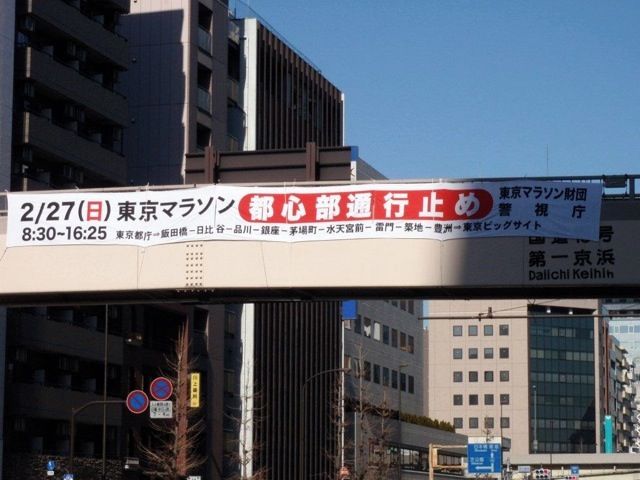 2/27(日) 東京マラソン 都心部通行止め 東京マラソン財団
警視庁
8:30~16:25 東京都庁⇒飯田橋－日比谷－品川－銀座－茅場町－水天宮前－雷門－築地－豊洲⇒東京ビッグサイト
国道15号
第一京浜
Daiichi Keihin